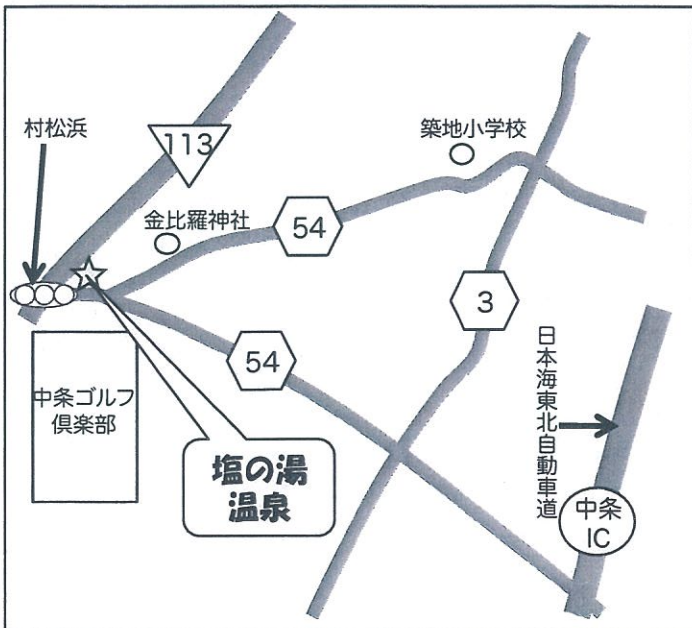 村松浜
113
築地小学校
金比羅神社
54
3
54
日本海東北自動車道
中条ゴルフ
倶楽部
塩の湯
温泉
中条
IC